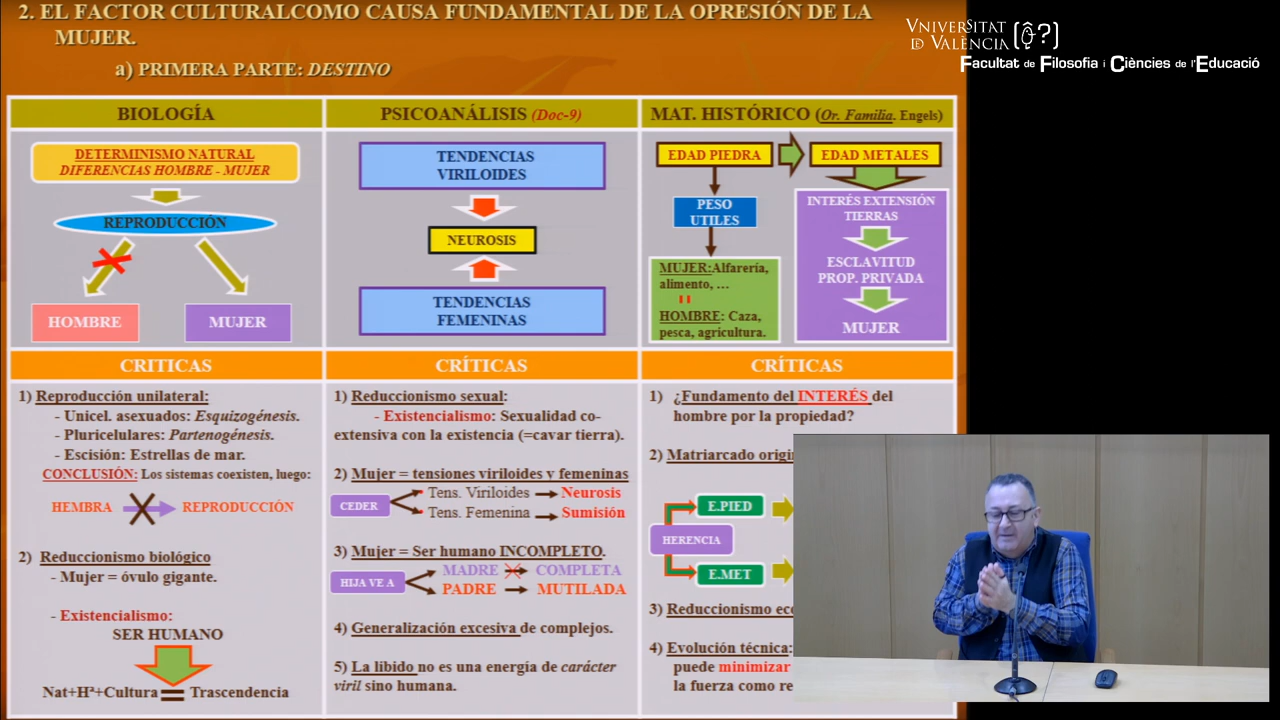 2. EL FACTOR CULTURALCOMO CAUSA FUNDAMENTAL DE LA OPRESIÓN DE LA
MUJER.
a) PRIMERA PARTE: DESTINO
VNIVERSITAT
DE VALÈNCIA
Facultat de Filosofia i Ciències de l'Educació
BIOLOGÍA
DETERMINISMO NATURAL
DIFERENCIAS HOMBRE - MUJER
REPRODUCCIÓN
HOMBRE
MUJER
CRITICAS
1) Reproducción unilateral:
- Unicel. asexuados: Esquizogénesis.
- Pluricelulares: Partenogénesis.
- Escisión: Estrellas de mar.
CONCLUSIÓN: Los sistemas coexisten, luego:
HEMBRA REPRODUCCIÓN
2) Reduccionismo biológico
- Mujer = óvulo gigante.
- Existencialismo:
SER HUMANO
Nat+Hª+Cultura = Trascendencia
PSICOANÁLISIS (Doc-9)
TENDENCIAS
VIRILOIDES
NEUROSIS
TENDENCIAS
FEMENINAS
CRÍTICAS
1) Reduccionismo sexual:
- Existencialismo: Sexualidad co-
extensiva con la existencia (=cavar tierra).
2) Mujer = tensiones viriloides y femeninas
CEDER
Tens. Viriloides Neurosis
Tens. Femenina Sumisión
3) Mujer = Ser humano INCOMPLETO.
HIJA VE A
MADRE COMPLETA
PADRE MUTILADA
4) Generalización excesiva de complejos.
5) La libido no es una energía de carácter
viril sino humana.
MAT. HISTÓRICO (Or. Familia. Engels)
EDAD PIEDRA
EDAD METALES
PESO
UTILES
MUJER:Alfarería,
alimento, ...
HOMBRE: Caza,
pesca, agricultura.
INTERÉS EXTENSIÓN
TIERRAS
ESCLAVITUD
PROP. PRIVADA
MUJER
CRÍTICAS
1) ¿Fundamento del INTERÉS del
hombre por la propiedad?
2) Matriarcado origi
E.PIED
HERENCIA
E.MET
3) Reduccionismo eco
4) Evolución técnica:
puede minimizar
la fuerza como re